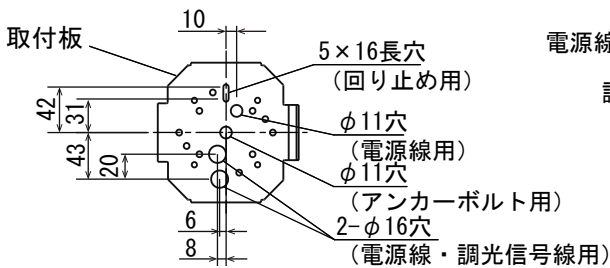 10
取付板
電源線
5×16長穴
(回り止め用)
調
42
31
φ11穴
(電源線用)
43
20
φ11穴
(アンカーボルト用)
6
2-φ16穴
(電源線・調光信号線用)
8